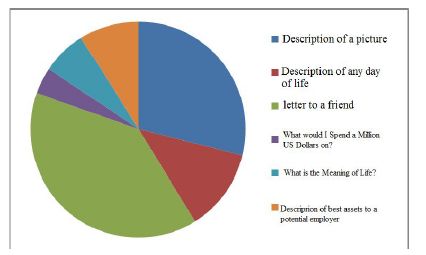 Description of a picture
Description of any day
of life
letter to a friend
What would I Spend a Million
US Dollars on?
What is the Meaning of Life?
Descriprion of best assets to a
potential employer